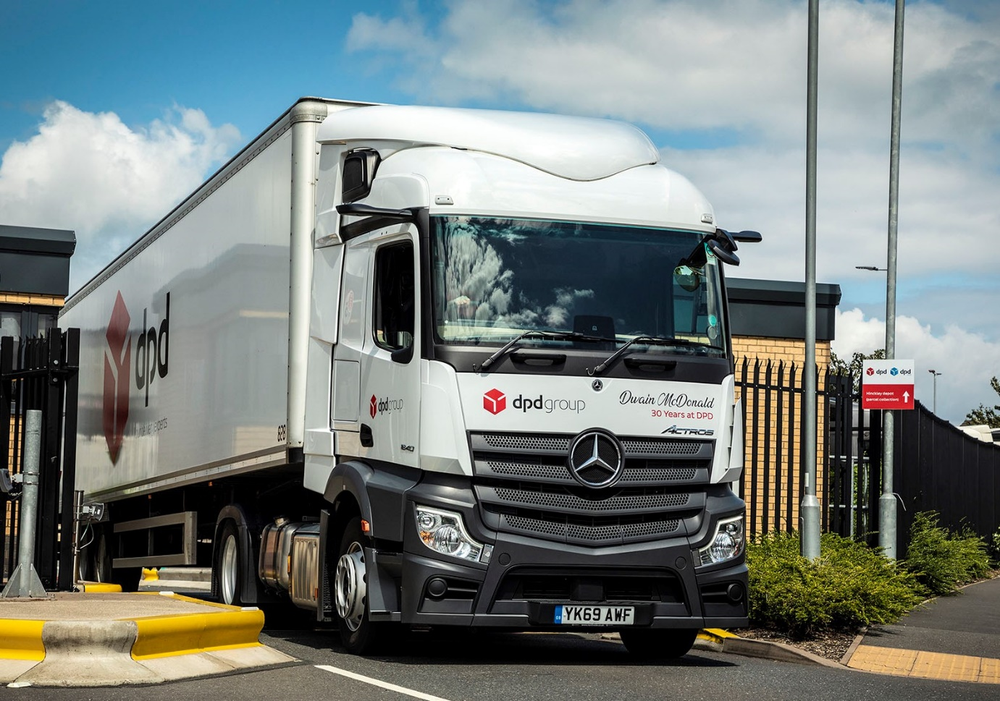 dpd
828
dpdgroup
1840
dpdgroup
Dwain McDonald
30 Years at DPD
ACTROS
YK69 AWF
dpd dpd
Hinckley depot
(parcel collection)